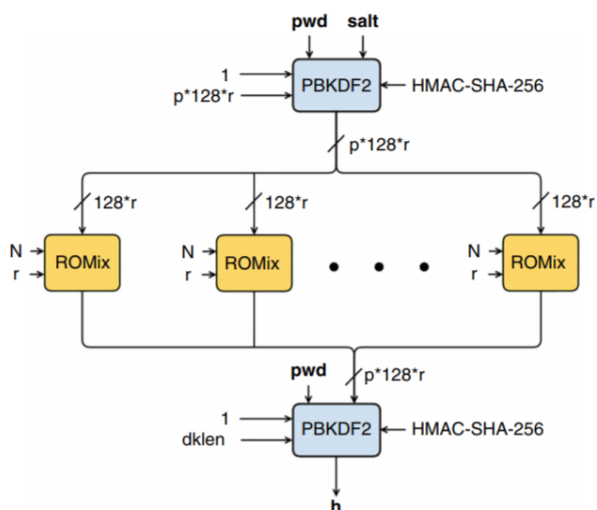 pwd salt
1
p*128*r
PBKDF2
HMAC-SHA-256
p*128*r
128*r
128*r
128*r
N
r
ROMix
N
r
ROMix
N
r
ROMix
pwd
p*128*r
1
dklen
PBKDF2
HMAC-SHA-256
h